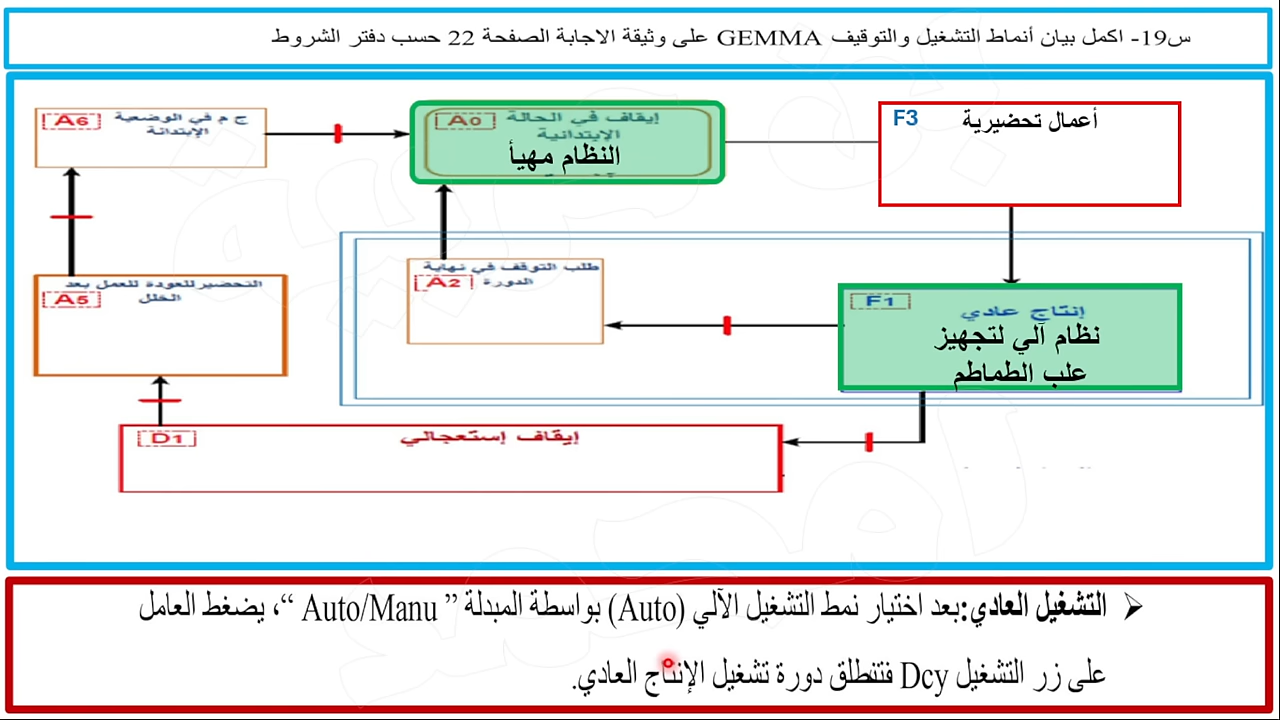 س19- اكمل بيان أنماط التشغيل والتوقيف GEMMA على وثيقة الاجابة الصفحة 22 حسب دفتر الشروط
A6 ج م في الوضعية
الإبتدائة
A0 إيقاف في الحالة
الإبتدائية
النظام مهيأ
F3 أعمال تحضيرية
طلب التوقف في نهاية
A2 الدورة
التحضير للعودة للعمل بعد
A5 الخلل
F1
إنتاج عادي
نظام آلي لتجهيز
علب الطماطم
D1 إيقاف إستعجالي
➢ التشغيل العادي:بعد اختيار نمط التشغيل الآلي (Auto) بواسطة المبدلة ” Auto/Manu “، يضغط العامل
على زر التشغيل Dcy فتنطلق دورة تشغيل الإنتاج العادي.